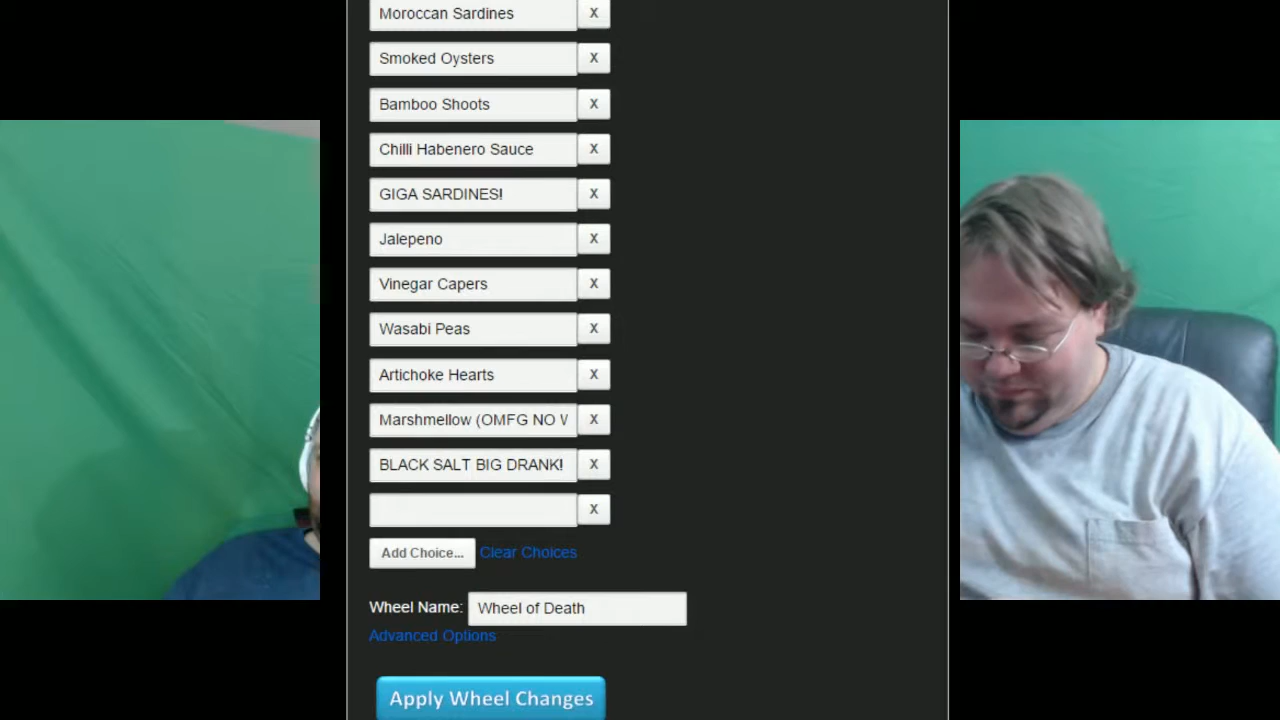 Moroccan Sardines X
Smoked Oysters X
Bamboo Shoots X
Chilli Habenero Sauce X
GIGA SARDINES! X
Jalepeno X
Vinegar Capers X
Wasabi Peas X
Artichoke Hearts X
Marshmellow (OMFG NO X
BLACK SALT BIG DRANK! X
X
Add Choice... Clear Choices
Wheel Name: Wheel of Death
Advanced Options
Apply Wheel Changes